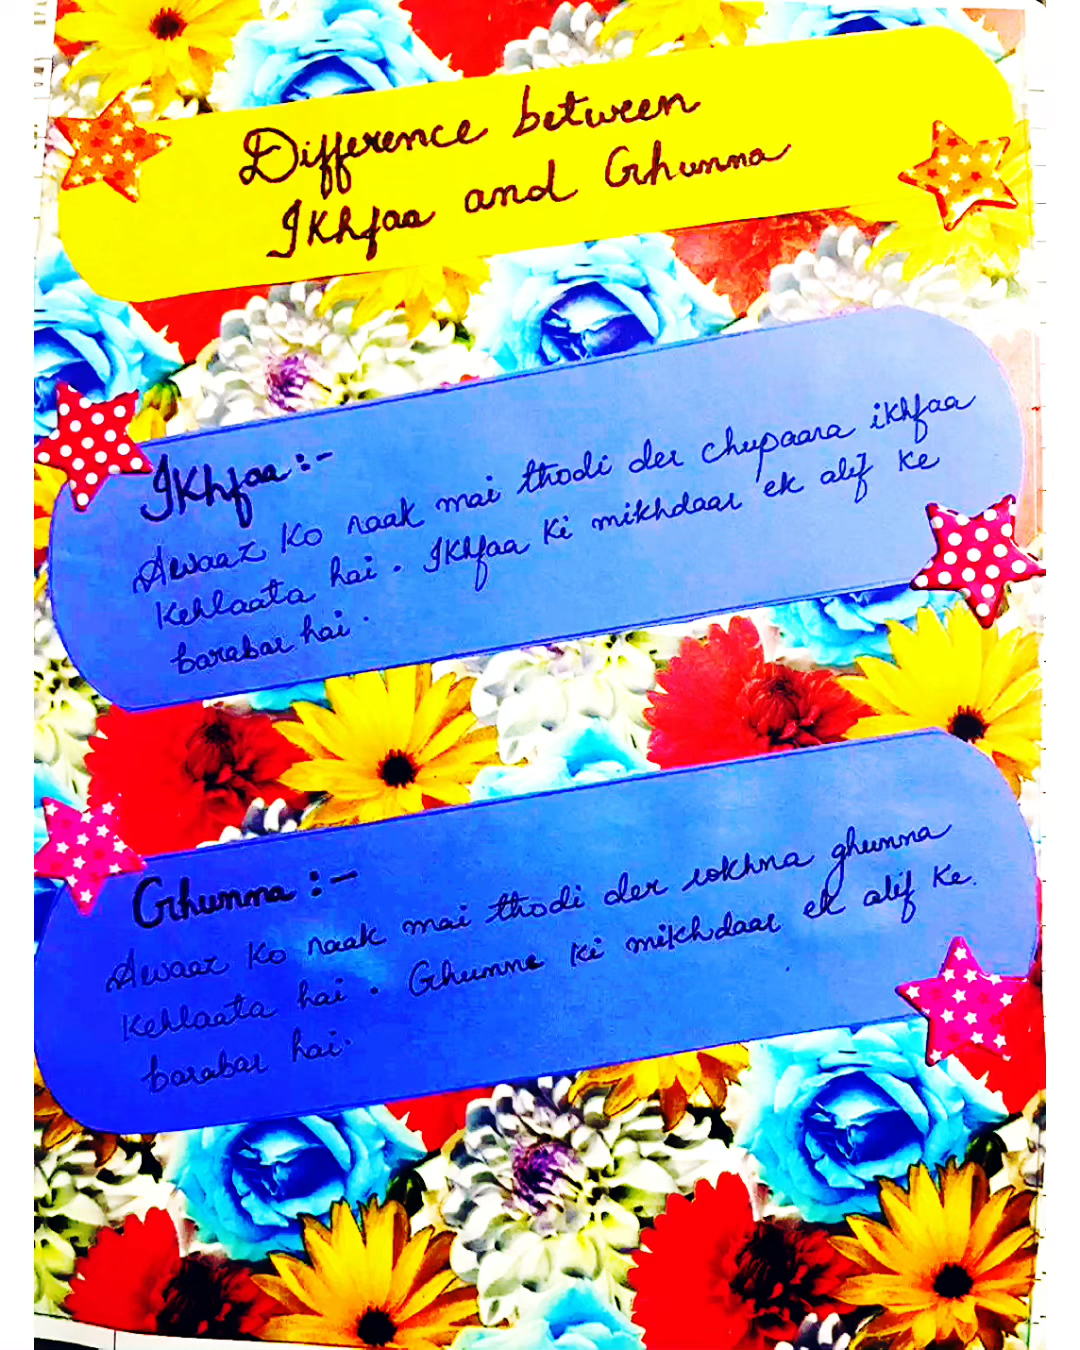 Difference between
Ikhfaa and Ghunna
Ikhfaa :-
Awaaz ko naak mai thodi der chupaana ikhfaa
kehlaata hai. Ikhfaa ki mikhdaar ek alif ke
barabar hai.
Ghunna :-
Awaaz ko naak mai thodi der rokhna ghunna
kehlaata hai. Ghunne ki mikhdaar ek alif ke
barabar hai.